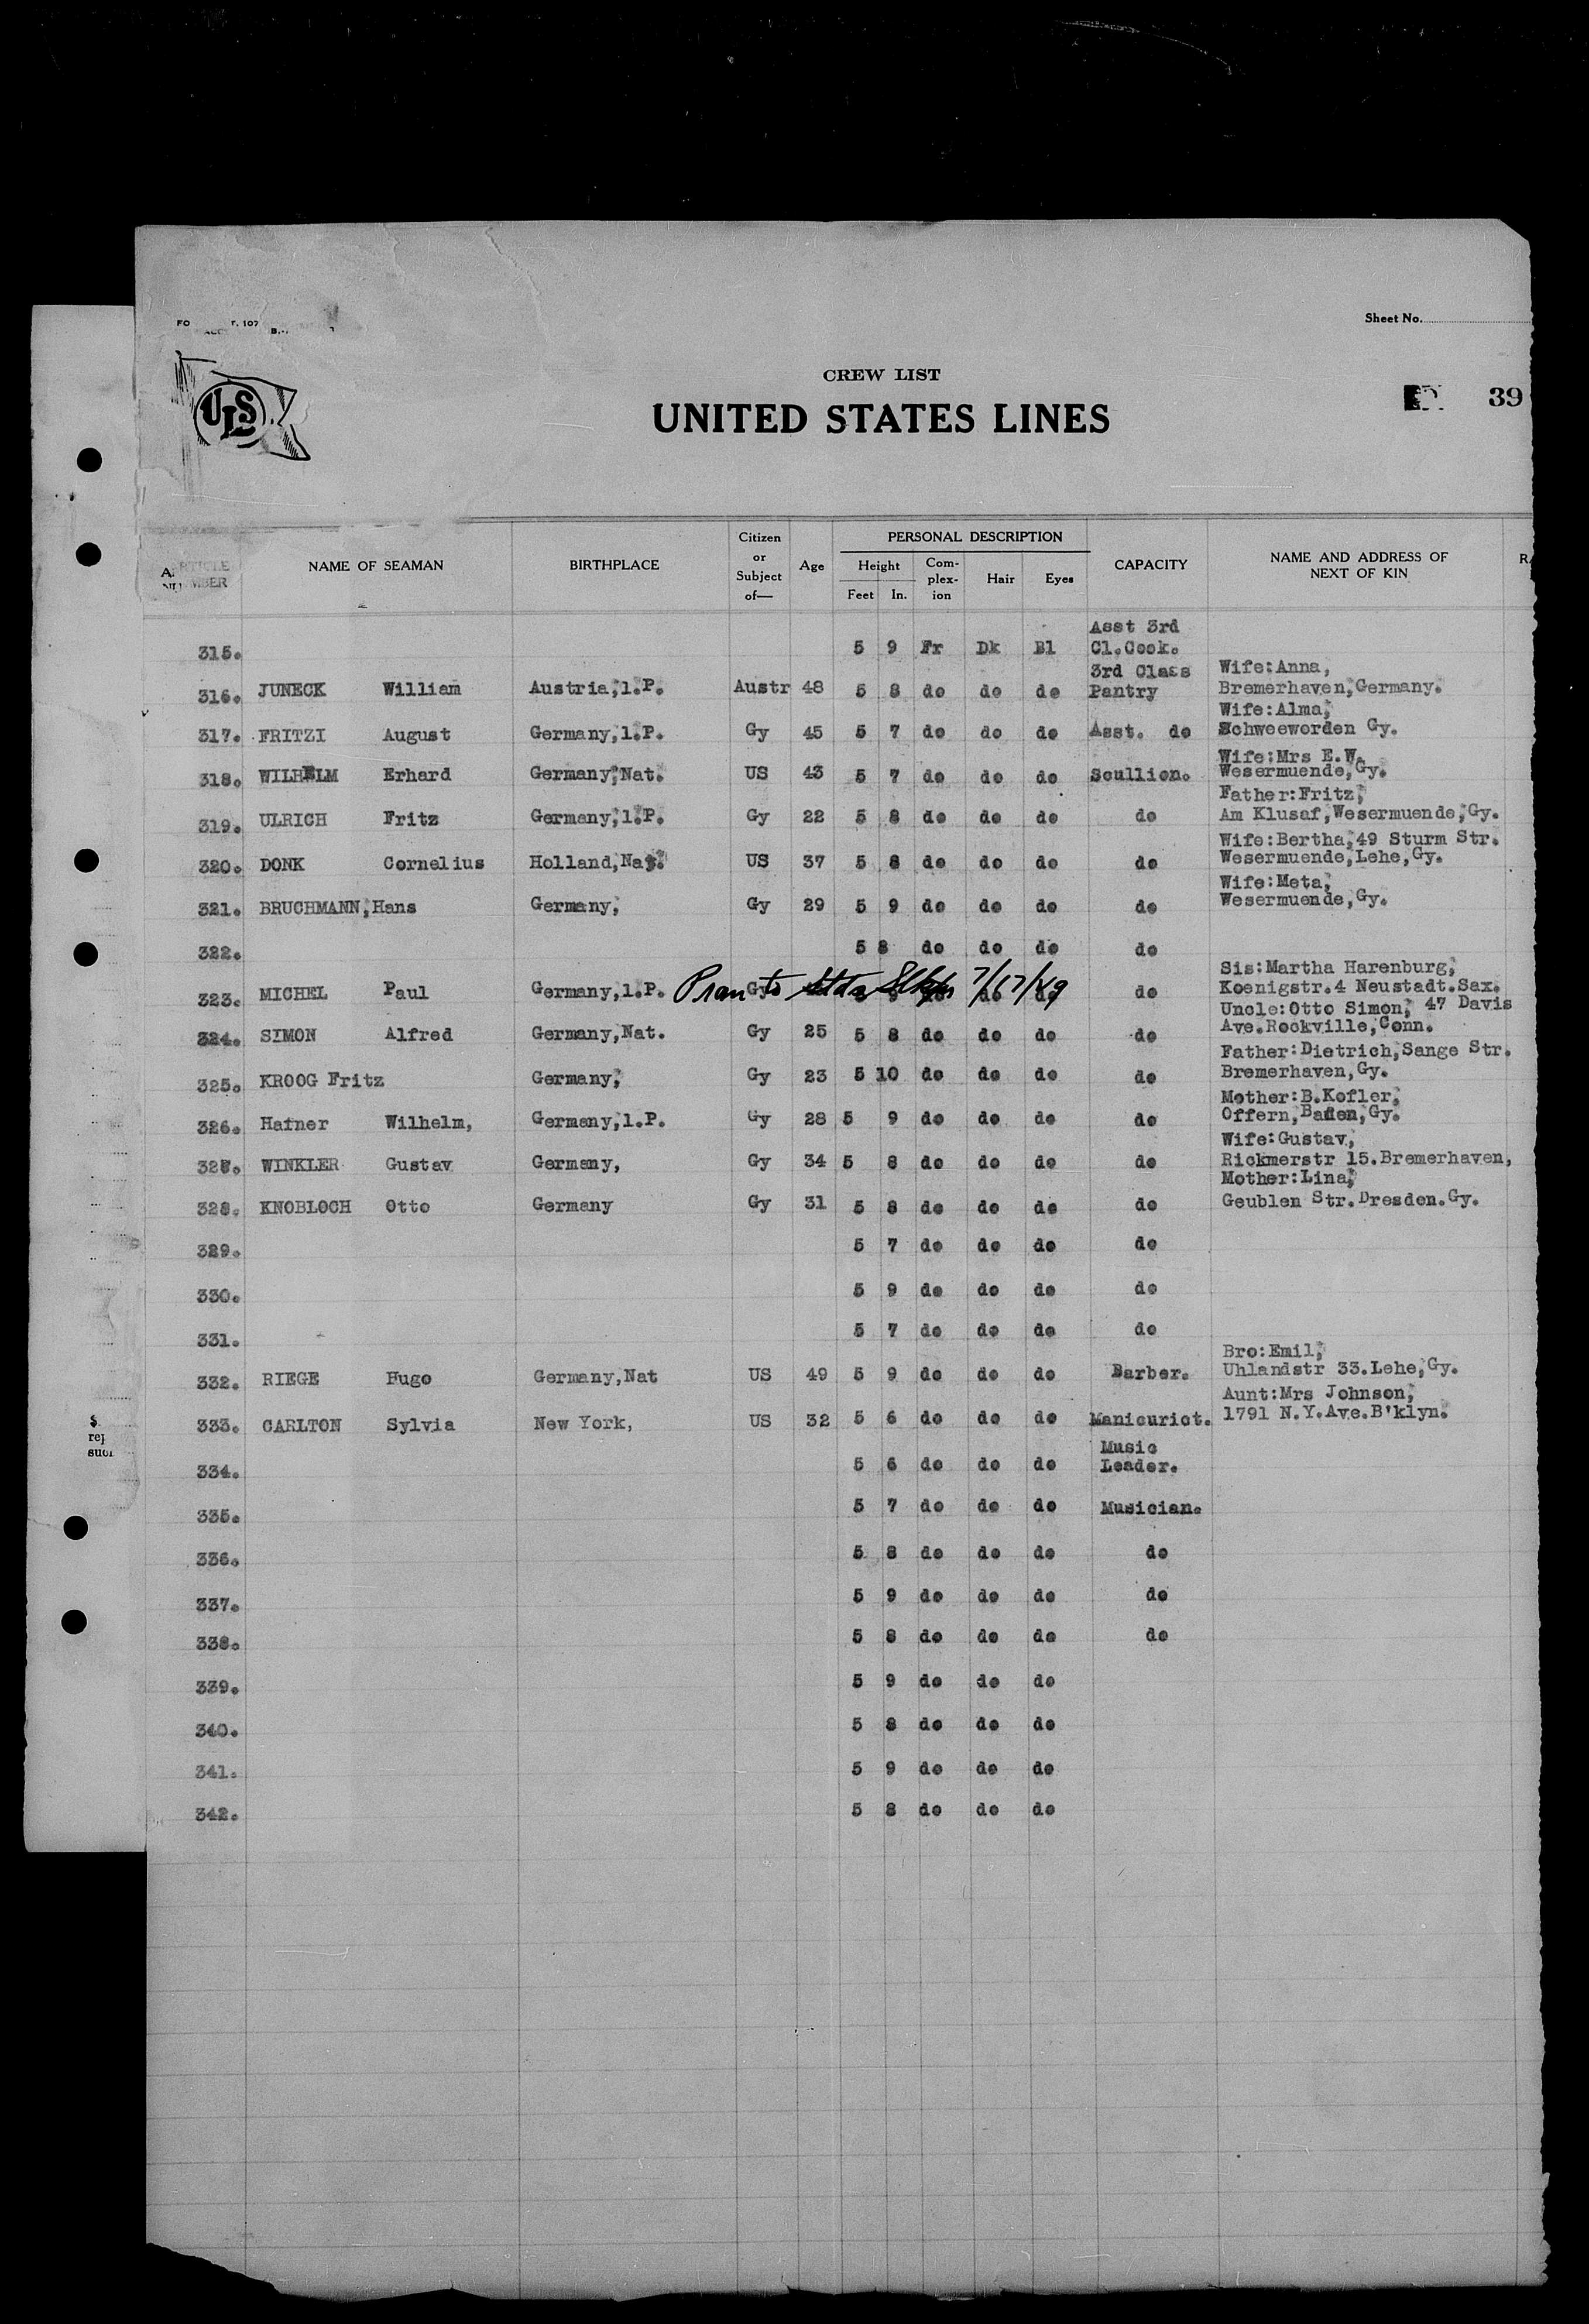 Sheet No.
ULS
CREW LIST
39
UNITED STATES LINES
ARTICLE NUMBER NAME OF SEAMAN BIRTHPLACE Citizen or Subject of— Age PERSONAL DESCRIPTION Height Feet In. Com-plex-ion Hair Eyes CAPACITY NAME AND ADDRESS OF NEXT OF KIN
Asst 3rd
315. 5 9 Fr Dk Bl Cl.Cook.
3rd Class Wife:Anna,
316. JUNECK William Austria,l.P. Austr 48 5 8 do do do Pantry Bremerhaven,Germany.
Wife:Alma,
317. FRITZI August Germany,l.P. Gy 45 5 7 do do do Asst. do Schweeworden Gy.
Wife:Mrs E.W.
318. WILHELM Erhard Germany,Nat. US 43 5 7 do do do Scullion. Wesermuende,Gy.
Father:Fritz,
319. ULRICH Fritz Germany,l.P. Gy 22 5 8 do do do do Am Klusaf,Wesermuende,Gy.
Wife:Bertha,49 Sturm Str.
320. DONK Cornelius Holland, US 37 5 8 do do do do Wesermuende,Lehe,Gy.
Wife:Meta,
321. BRUCHMANN,Hans Germany, Gy 29 5 9 do do do do Wesermuende,Gy.
322. 5 8 do do do do
Sis:Martha Harenburg,
323. MICHEL Paul Germany,l.P. Gy do do Koenigstr.4 Neustadt.Sax.
to
Uncle:Otto Simon, 47 Davis
324. SIMON Alfred Germany,Nat. Gy 25 5 8 do do do do Ave.Rockville,Conn.
Father:Dietrich,Sange Str.
325. KROOG Fritz Germany, Gy 23 5 10 do do do do Bremerhaven,Gy.
Mother:B.Kofler,
326. Hafner Wilhelm, Germany,l.P. Gy 28 5 9 do do do do Offern,Baden,Gy.
Wife:Gustav,
327. WINKLER Gustav Germany, Gy 34 5 8 do do do do Rickmerstr 15.Bremerhaven,
Mother:Lina,
328. KNOBLOCH Otto Germany Gy 31 5 8 do do do do Geublen Str.Dresden.Gy.
329. 5 7 do do do do
330. 5 9 do do do do
331. 5 7 do do do do
Bro:Emil,
332. RIEGE Hugo Germany,Nat US 49 5 9 do do do Barber. Uhlandstr 33.Lehe,Gy.
Aunt:Mrs Johnson,
333. CARLTON Sylvia New York, US 32 5 6 do do do Manicurict. 1791 N.Y.Ave.B'klyn.
Music
334. 5 6 do do do Leader.
335. 5 7 do do do Musician.
336. 5 8 do do do do
337. 5 9 do do do do
338. 5 8 do do do do
339. 5 9 do do do
340. 5 8 do do do
341. 5 9 do do do
342. 5 8 do do do